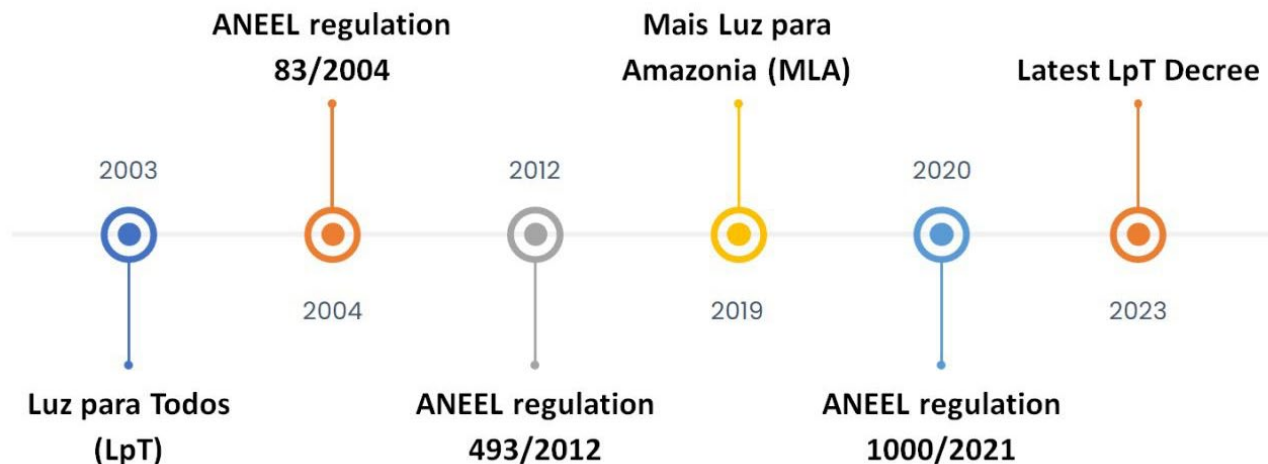 ANEEL regulation
83/2004
Mais Luz para
Amazonia (MLA)
Latest LpT Decree
2003
2012
2020
2004
2019
2023
Luz para Todos
(LpT)
ANEEL regulation
493/2012
ANEEL regulation
1000/2021